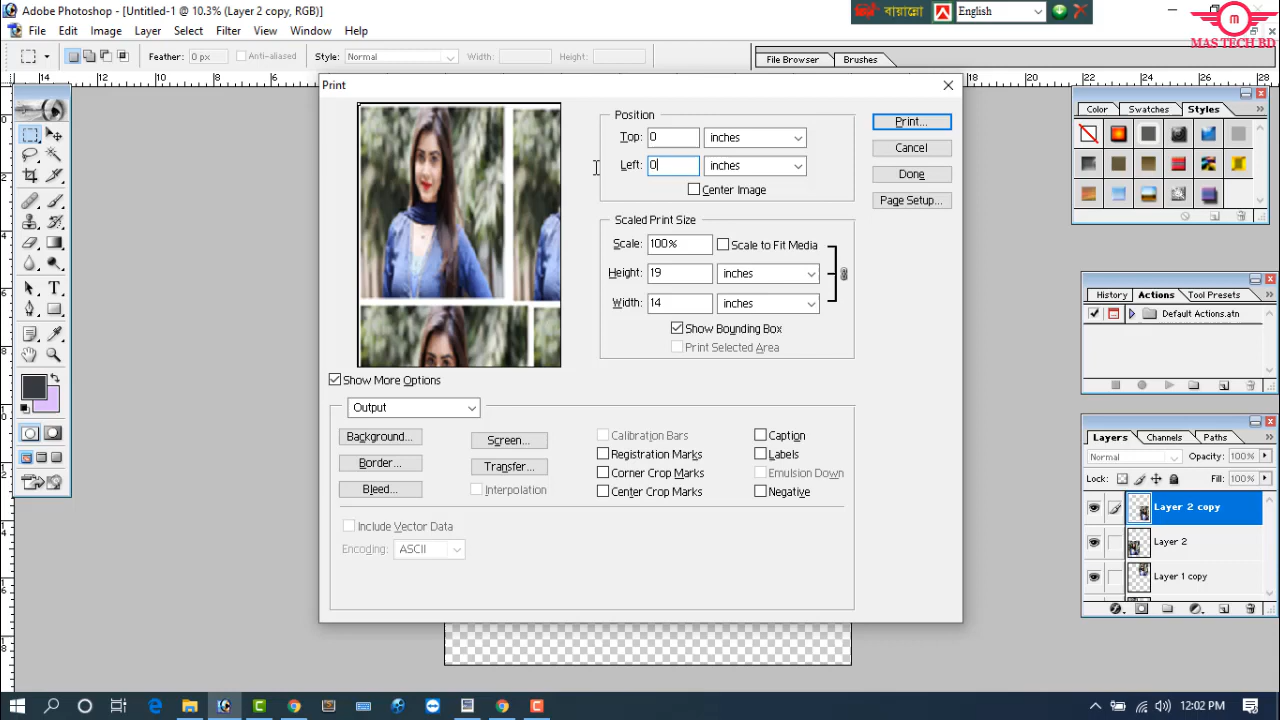 Adobe Photoshop - [Untitled-1 @ 10.3% (Layer 2 copy, RGB)]
বায়ান্নো
English
File Edit Image Layer Select Filter View Window Help
M
MAS TECH BD
Feather: 0 px Anti-aliased Style: Normal Width: Height:
File Browser Brushes
Print
Position
Top: 0 inches
Left: 0 inches
Center Image
Print...
Cancel
Done
Page Setup...
Scaled Print Size
Scale: 100% Scale to Fit Media
Height: 19 inches
Width: 14 inches
Show Bounding Box
Print Selected Area
Show More Options
Output
Background... Screen...
Border... Transfer...
Bleed... Interpolation
Calibration Bars Caption
Registration Marks Labels
Corner Crop Marks Emulsion Down
Center Crop Marks Negative
Include Vector Data
Encoding: ASCII
18 20 22 24 26 28
Color Swatches Styles
History Actions Tool Presets
Default Actions.atn
Layers Channels Paths
Normal Opacity: 100%
Lock: Fill: 100%
Layer 2 copy
Layer 2
Layer 1 copy
12:02 PM